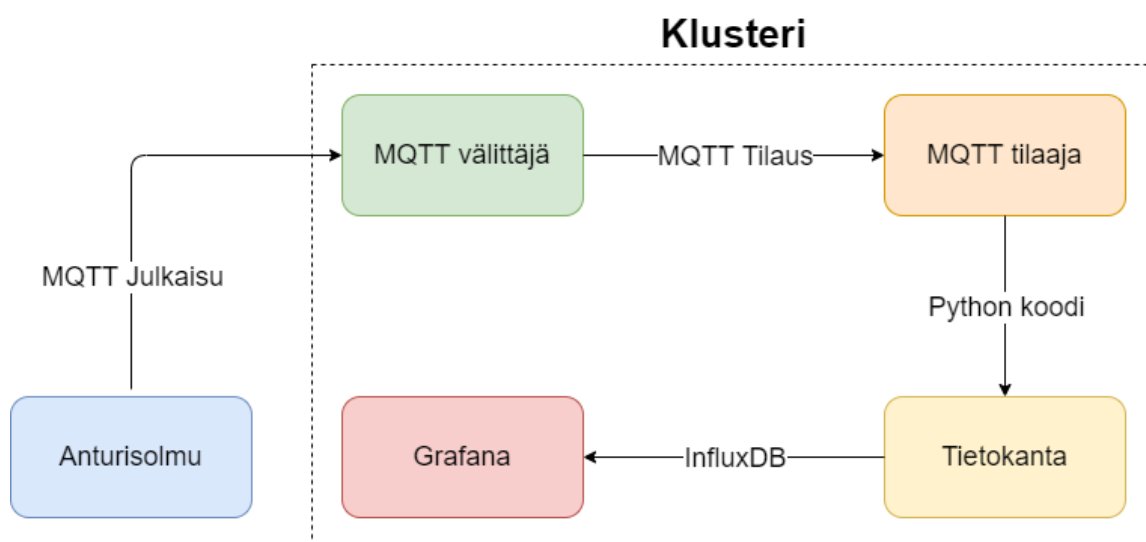 Klusteri
MQTT välittäjä
MQTT Tilaus
MQTT tilaaja
MQTT Julkaisu
Python koodi
Anturisolmu
Grafana
InfluxDB
Tietokanta